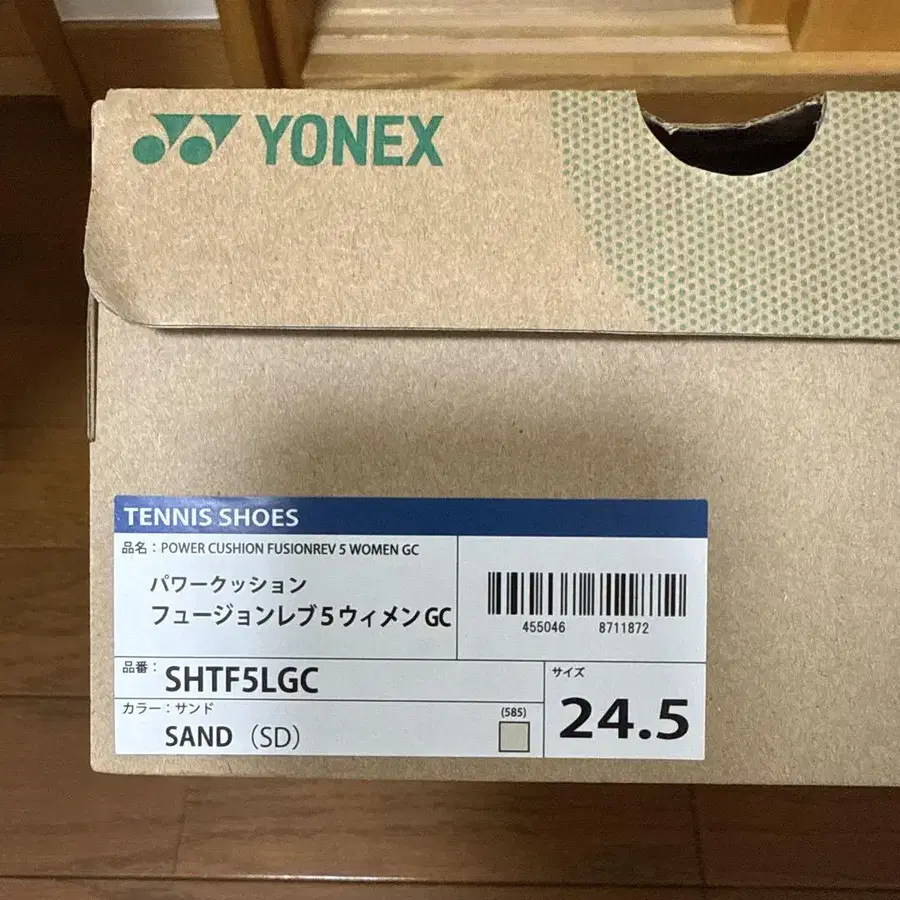 YONEX
TENNIS SHOES
品名：POWER CUSHION FUSIONREV 5 WOMEN GC
パワークッション
フュージョンレブ5ウィメンGC
455046 8711872
品番：
SHTF5LGC
カラー：サンド
SAND（SD）
(585)
サイズ
24.5